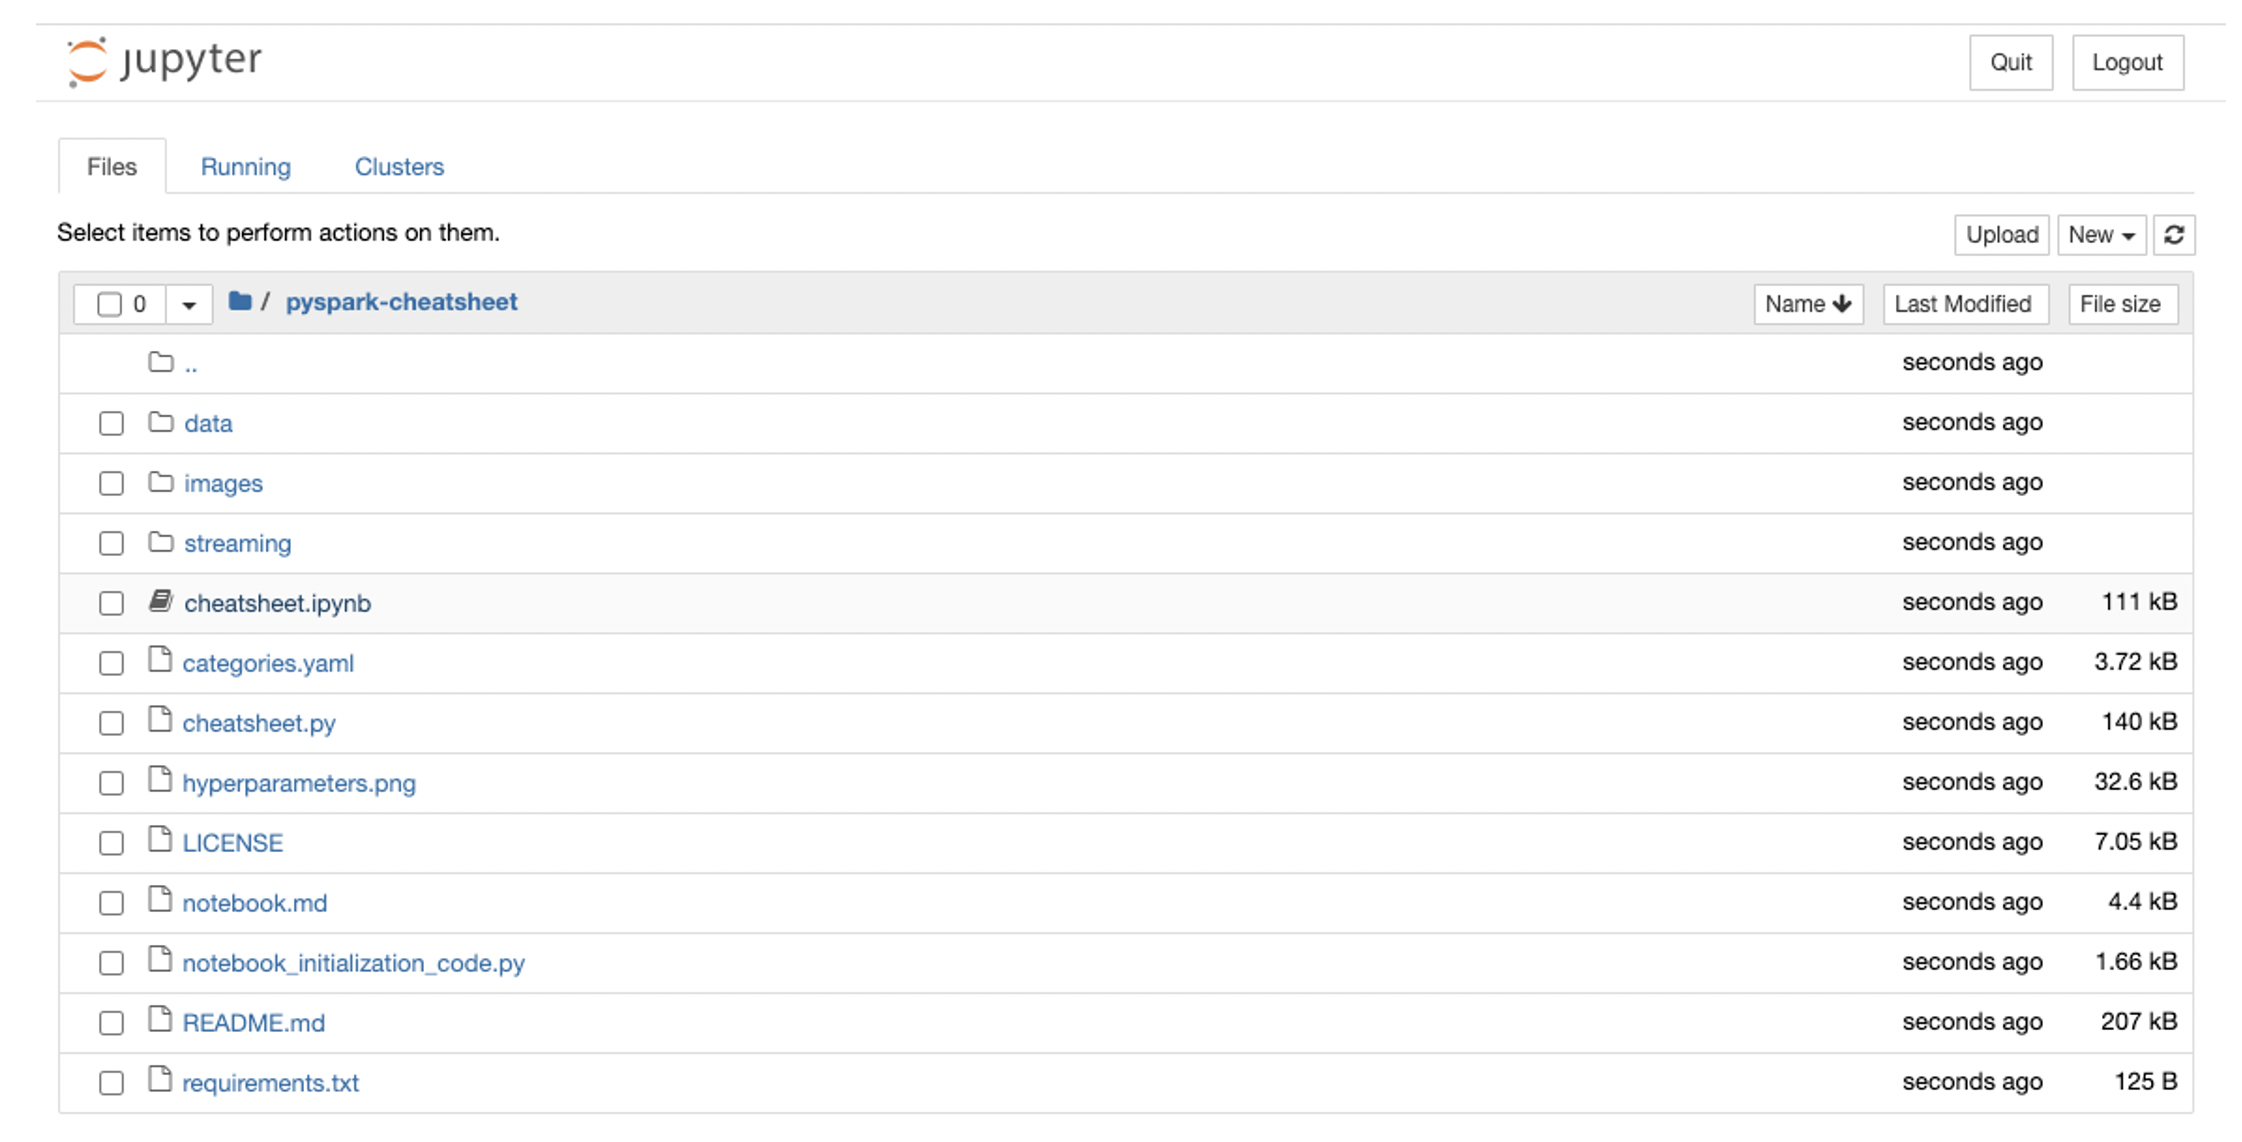 jupyter Quit Logout
Files Running Clusters
Select items to perform actions on them. Upload New
0 / pyspark-cheatsheet Name Last Modified File size
.. seconds ago
data seconds ago
images seconds ago
streaming seconds ago
cheatsheet.ipynb seconds ago 111 kB
categories.yaml seconds ago 3.72 kB
cheatsheet.py seconds ago 140 kB
hyperparameters.png seconds ago 32.6 kB
LICENSE seconds ago 7.05 kB
notebook.md seconds ago 4.4 kB
notebook_initialization_code.py seconds ago 1.66 kB
README.md seconds ago 207 kB
requirements.txt seconds ago 125 B